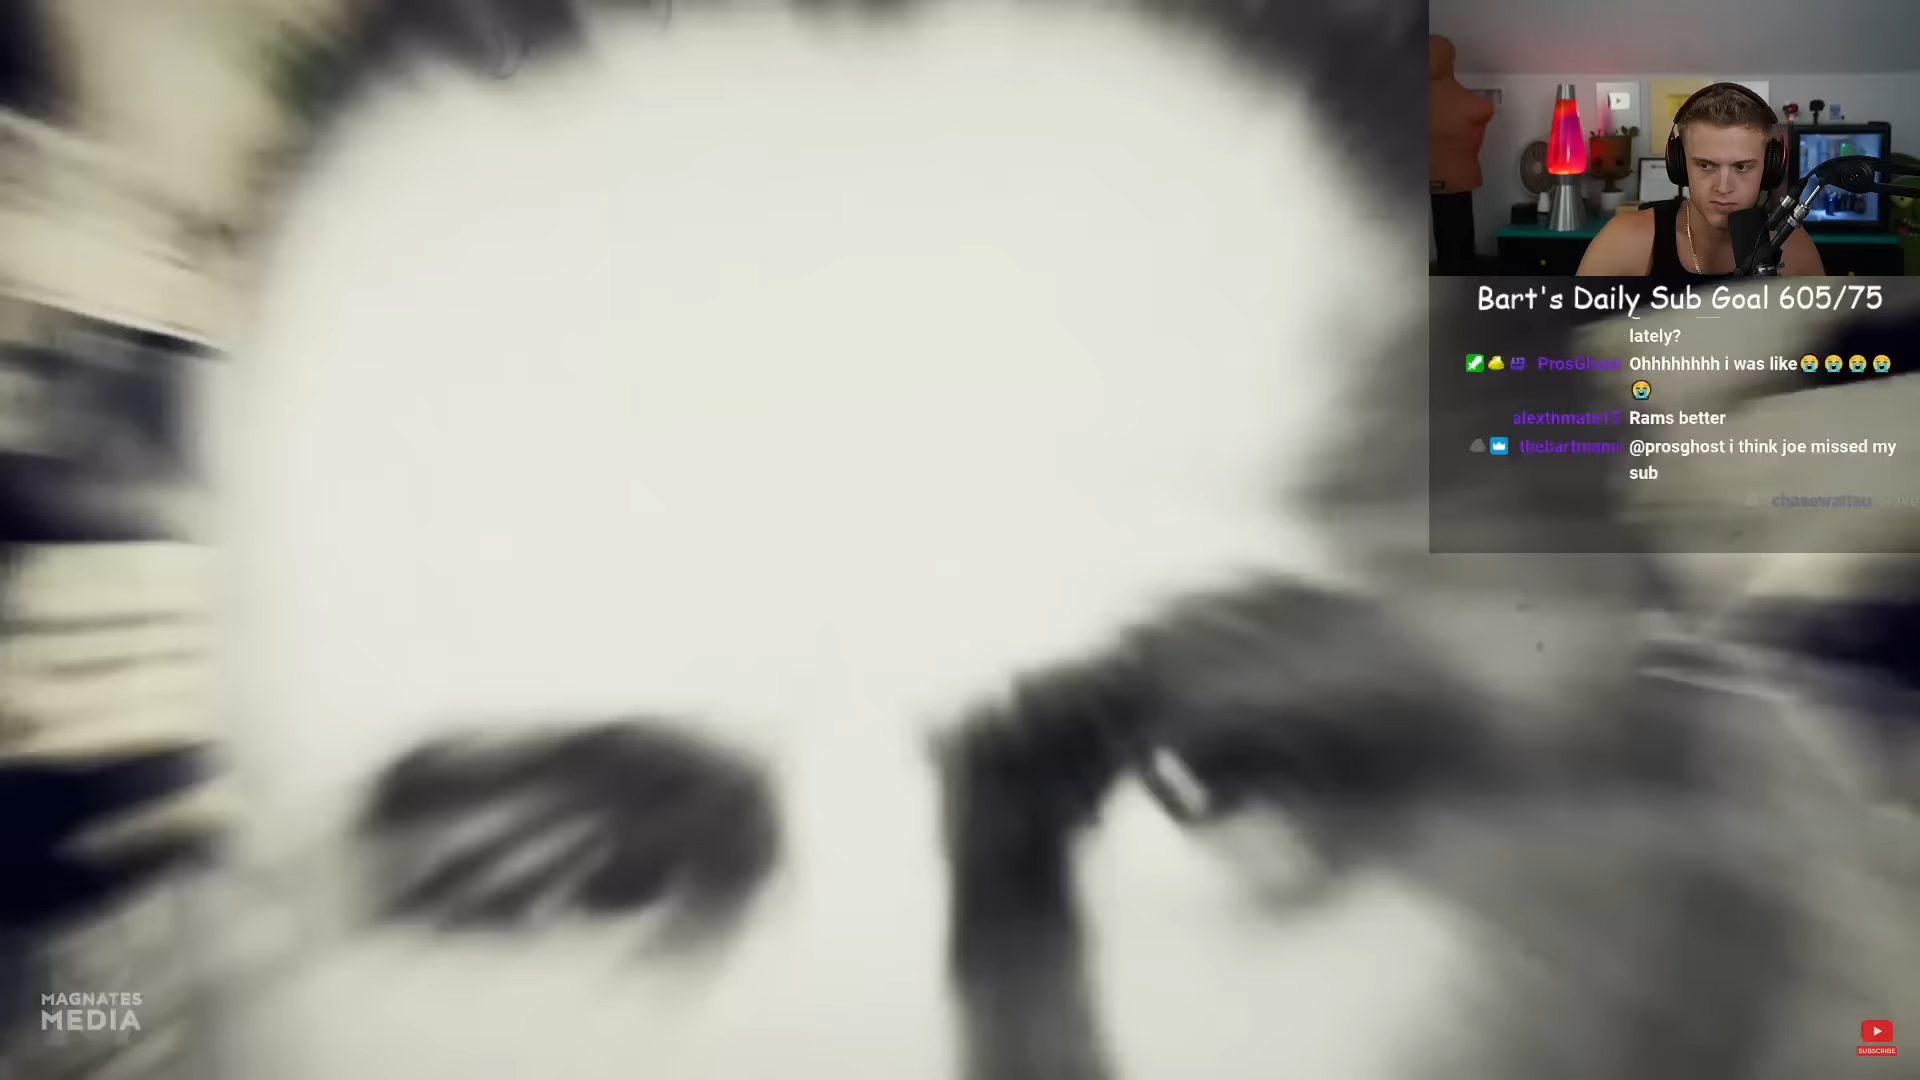 Bart's Daily Sub Goal 605/75
lately?
ProsGhost Ohhhhhhhh i was like😭 😭 😭 😭
😭
alexthmate15 Rams better
thebartmann @prosghost i think joe missed my
sub
chasewattsu
MAGNATES
MEDIA
SUBSCRIBE